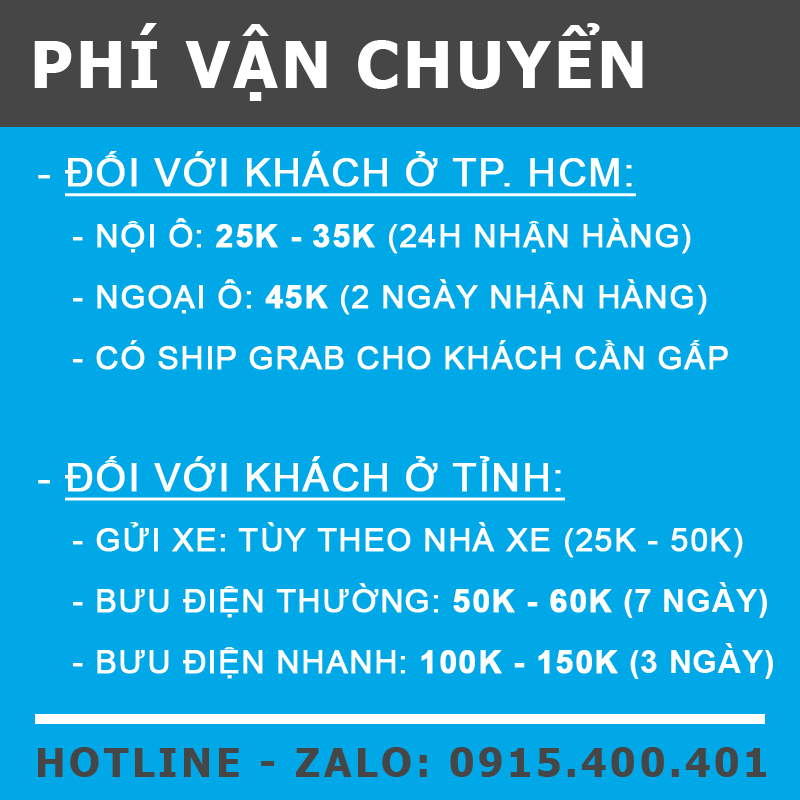 PHÍ VẬN CHUYỂN
- ĐỐI VỚI KHÁCH Ở TP. HCM:
- NỘI Ô: 25K - 35K (24H NHẬN HÀNG)
- NGOẠI Ô: 45K (2 NGÀY NHẬN HÀNG)
- CÓ SHIP GRAB CHO KHÁCH CẦN GẤP
- ĐỐI VỚI KHÁCH Ở TỈNH:
- GỬI XE: TÙY THEO NHÀ XE (25K - 50K)
- BƯU ĐIỆN THƯỜNG: 50K - 60K (7 NGÀY)
- BƯU ĐIỆN NHANH: 100K - 150K (3 NGÀY)
HOTLINE - ZALO: 0915.400.401